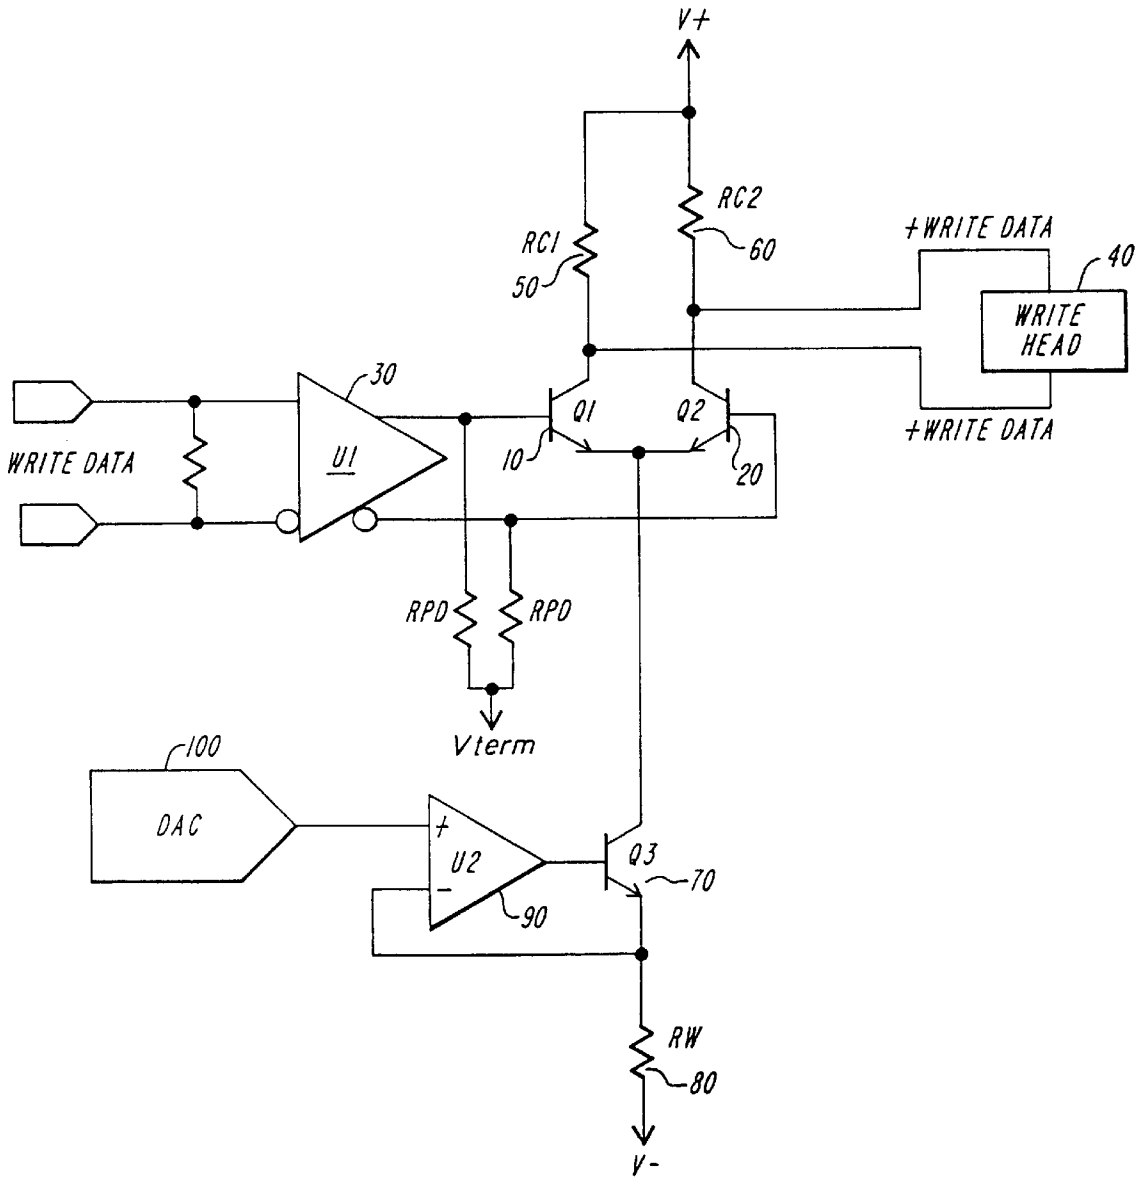 V+
RC2
60
RC1
50
+WRITE DATA
40
WRITE
HEAD
+WRITE DATA
30
Q1
Q2
10
20
WRITE DATA
U1
RPD
RPD
Vterm
100
DAC
+
U2
-
90
Q3
70
RW
80
V-